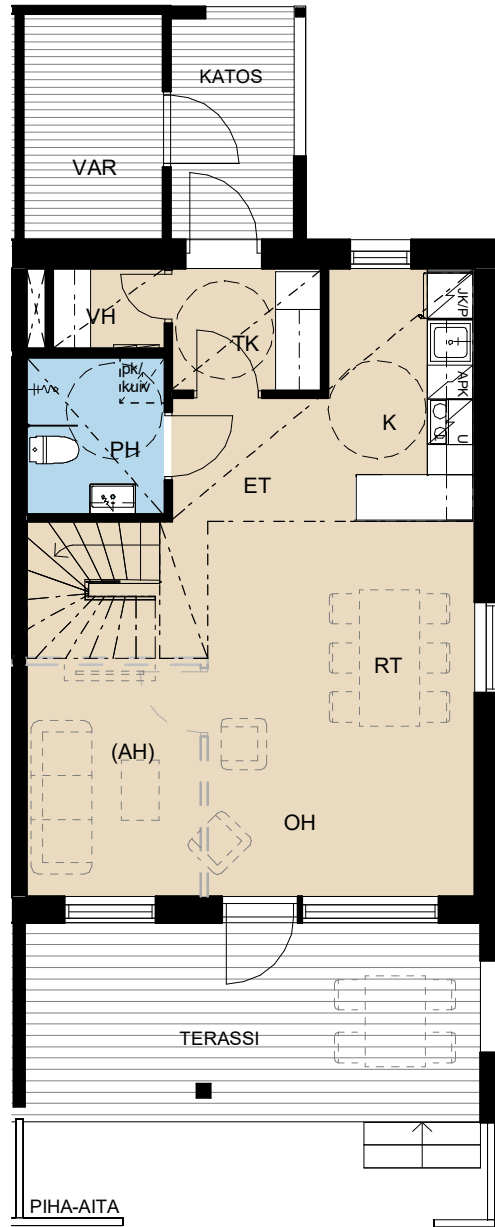 KATOS
VAR
VH
TK
JK/P
pk/
kuiv
APK
K
U
PH
ET
RT
(AH)
OH
TERASSI
PIHA-AITA